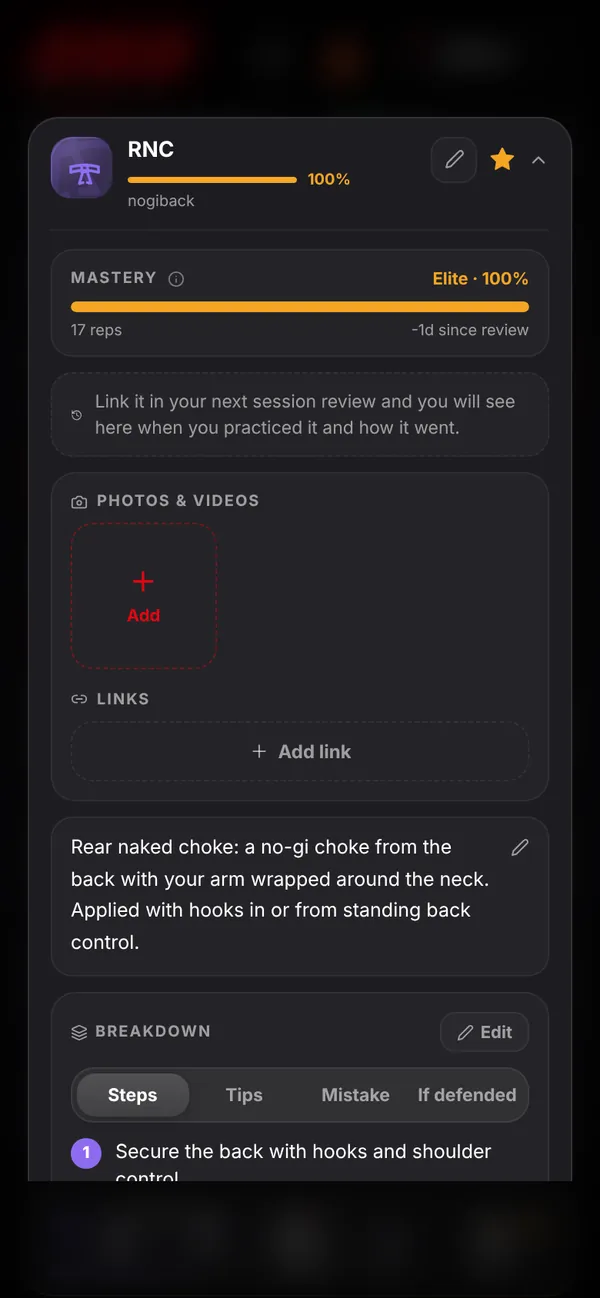 RNC
100%
nogiback
MASTERY
Elite · 100%
17 reps
-1d since review
Link it in your next session review and you will see
here when you practiced it and how it went.
PHOTOS & VIDEOS
Add
LINKS
Add link
Rear naked choke: a no-gi choke from the
back with your arm wrapped around the neck.
Applied with hooks in or from standing back
control.
BREAKDOWN
Edit
Steps
Tips
Mistake
If defended
1
Secure the back with hooks and shoulder
control